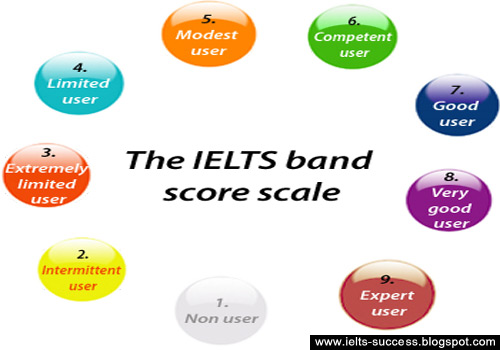 5.
Modest
user
6.
Competent
user
4.
Limited
user
7.
Good
user
The IELTS band
score scale
3.
Extremely
limited
user
8.
Very
good
user
2.
Intermittent
user
1.
Non user
9.
Expert
user
www.ielts-success.blogspot.com